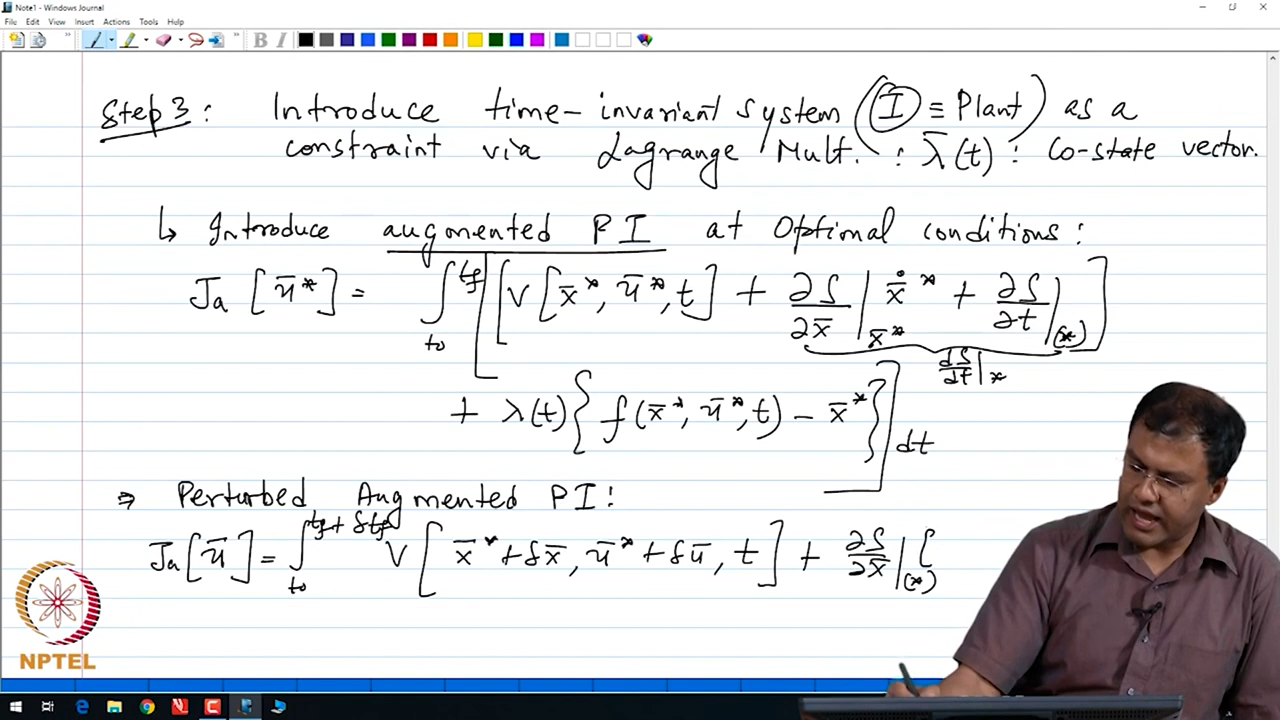 Note1 - Windows Journal
File Edit View Insert Actions Tools Help
B I
Step 3: Introduce time-invariant system (I ≡ Plant) as a
constraint via Lagrange Mult. : λ̄(t) : Co-state vector.
↳ Introduce augmented PI at Optimal conditions:
Ja [ū*] = ∫_{t0}^{tf} [ [ V[x̄*, ū*, t] + ∂S/∂x̄ |_{x̄*} ẋ̄* + ∂S/∂t |_{(*)} ]
dS/dt |_*
+ λ(t) { f(x̄*, ū*, t) - x̄* } ] dt
⇒ Perturbed Augmented PI:
Ja[ū] = ∫_{t0}^{tf + δtf} V[ x̄* + δx̄, ū* + δū, t ] + ∂S/∂x̄ |_{(*)} {
NPTEL